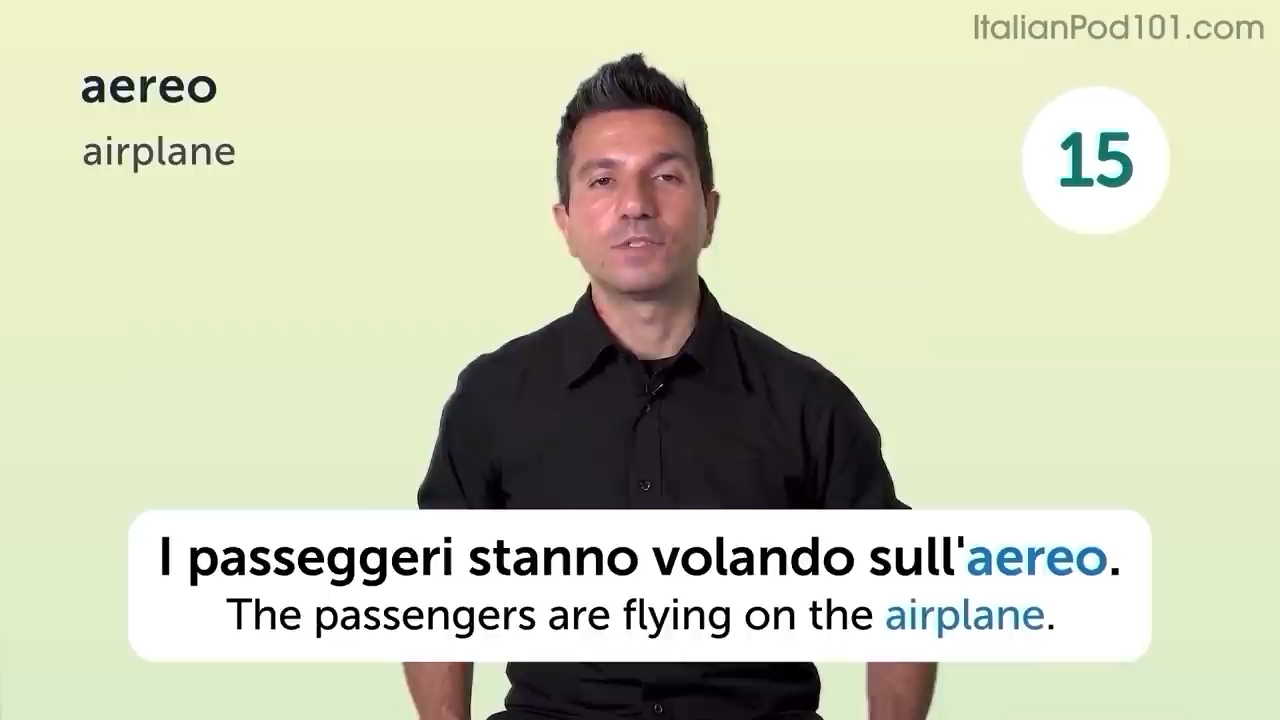 ItalianPod101.com
aereo
airplane
15
I passeggeri stanno volando sull'aereo.
The passengers are flying on the airplane.